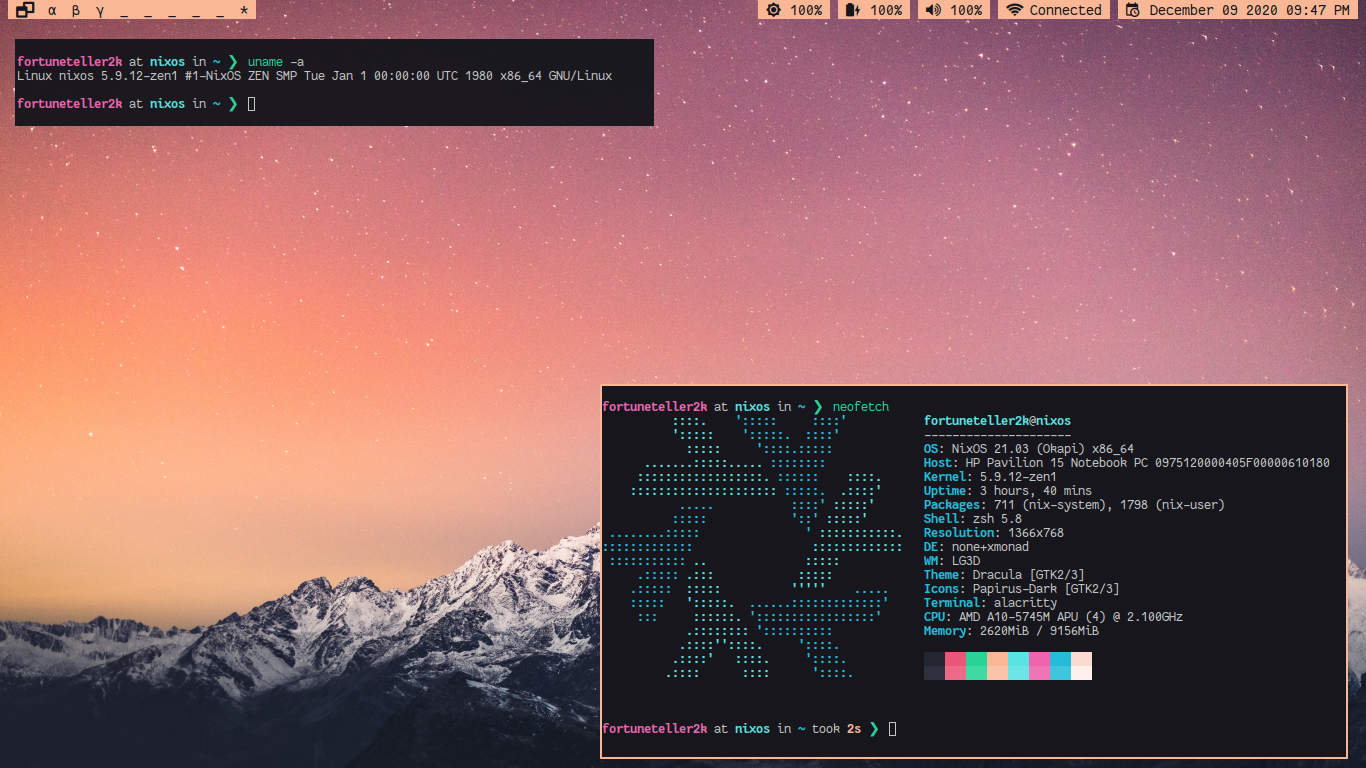 α β γ _ _ _ _ _ *
100% 100% 100% Connected December 09 2020 09:47 PM
fortuneteller2k at nixos in ~ ❯ uname -a
Linux nixos 5.9.12-zen1 #1-NixOS ZEN SMP Tue Jan 1 00:00:00 UTC 1980 x86_64 GNU/Linux
fortuneteller2k at nixos in ~ ❯
fortuneteller2k at nixos in ~ ❯ neofetch
fortuneteller2k@nixos
---------------------
OS: NixOS 21.03 (Okapi) x86_64
Host: HP Pavilion 15 Notebook PC 0975120000405F00000610180
Kernel: 5.9.12-zen1
Uptime: 3 hours, 40 mins
Packages: 711 (nix-system), 1798 (nix-user)
Shell: zsh 5.8
Resolution: 1366x768
DE: none+xmonad
WM: LG3D
Theme: Dracula [GTK2/3]
Icons: Papirus-Dark [GTK2/3]
Terminal: alacritty
CPU: AMD A10-5745M APU (4) @ 2.100GHz
Memory: 2620MiB / 9156MiB
fortuneteller2k at nixos in ~ took 2s ❯